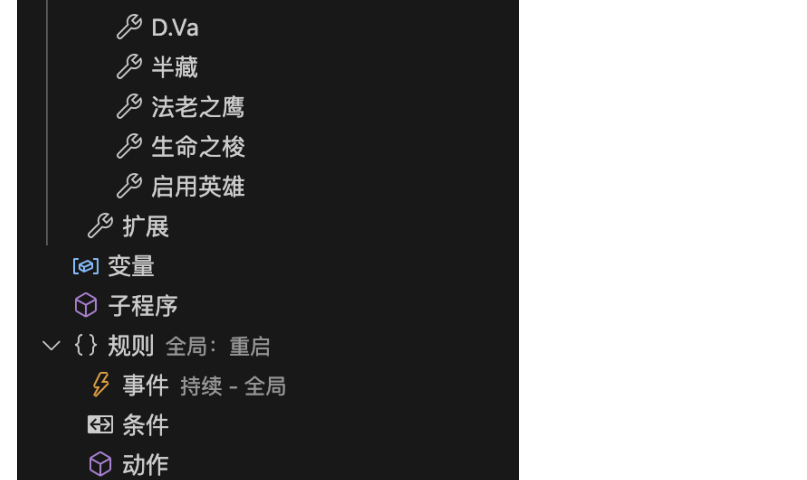 D.Va
半藏
法老之鹰
生命之梭
启用英雄
扩展
变量
子程序
{} 规则 全局：重启
事件 持续 - 全局
条件
动作